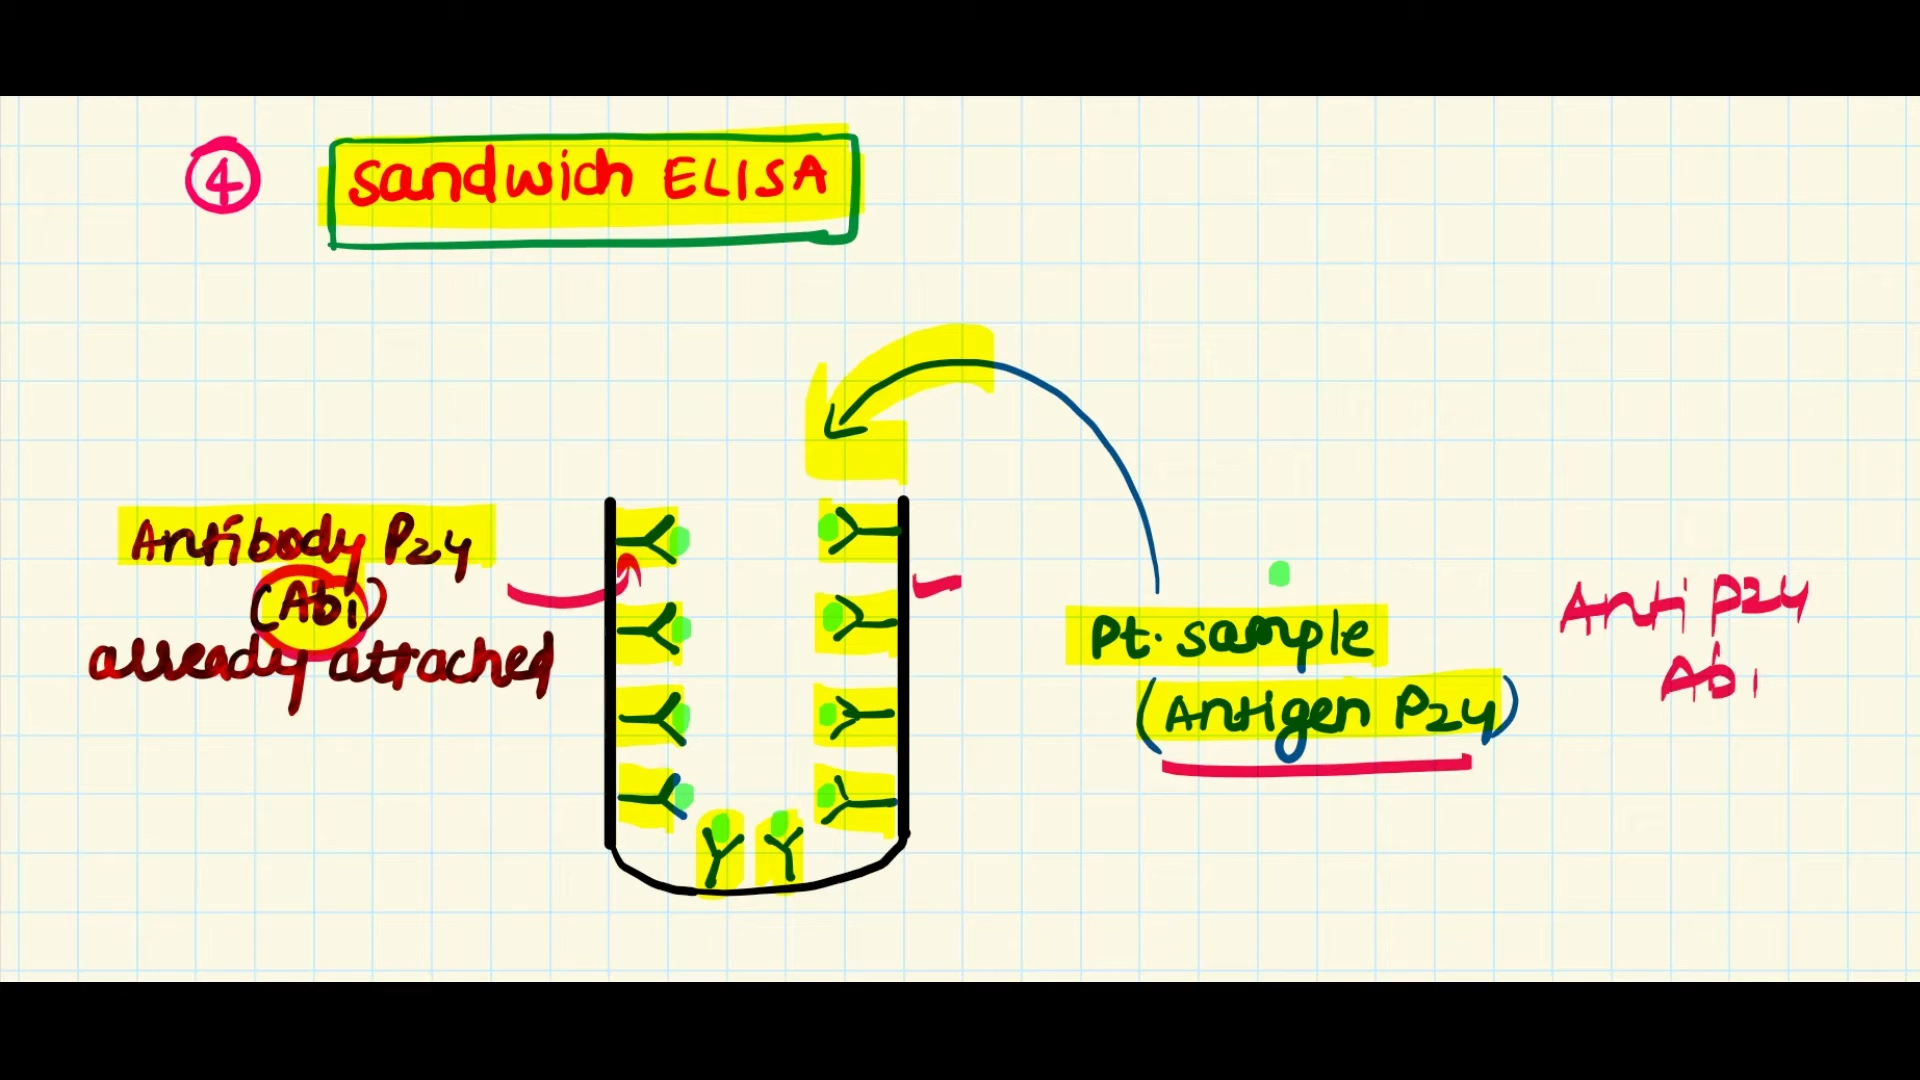 4
Sandwich ELISA
Antibody P24
(Ab1)
already attached
Pt. sample
(Antigen P24)
Anti P24
Ab1